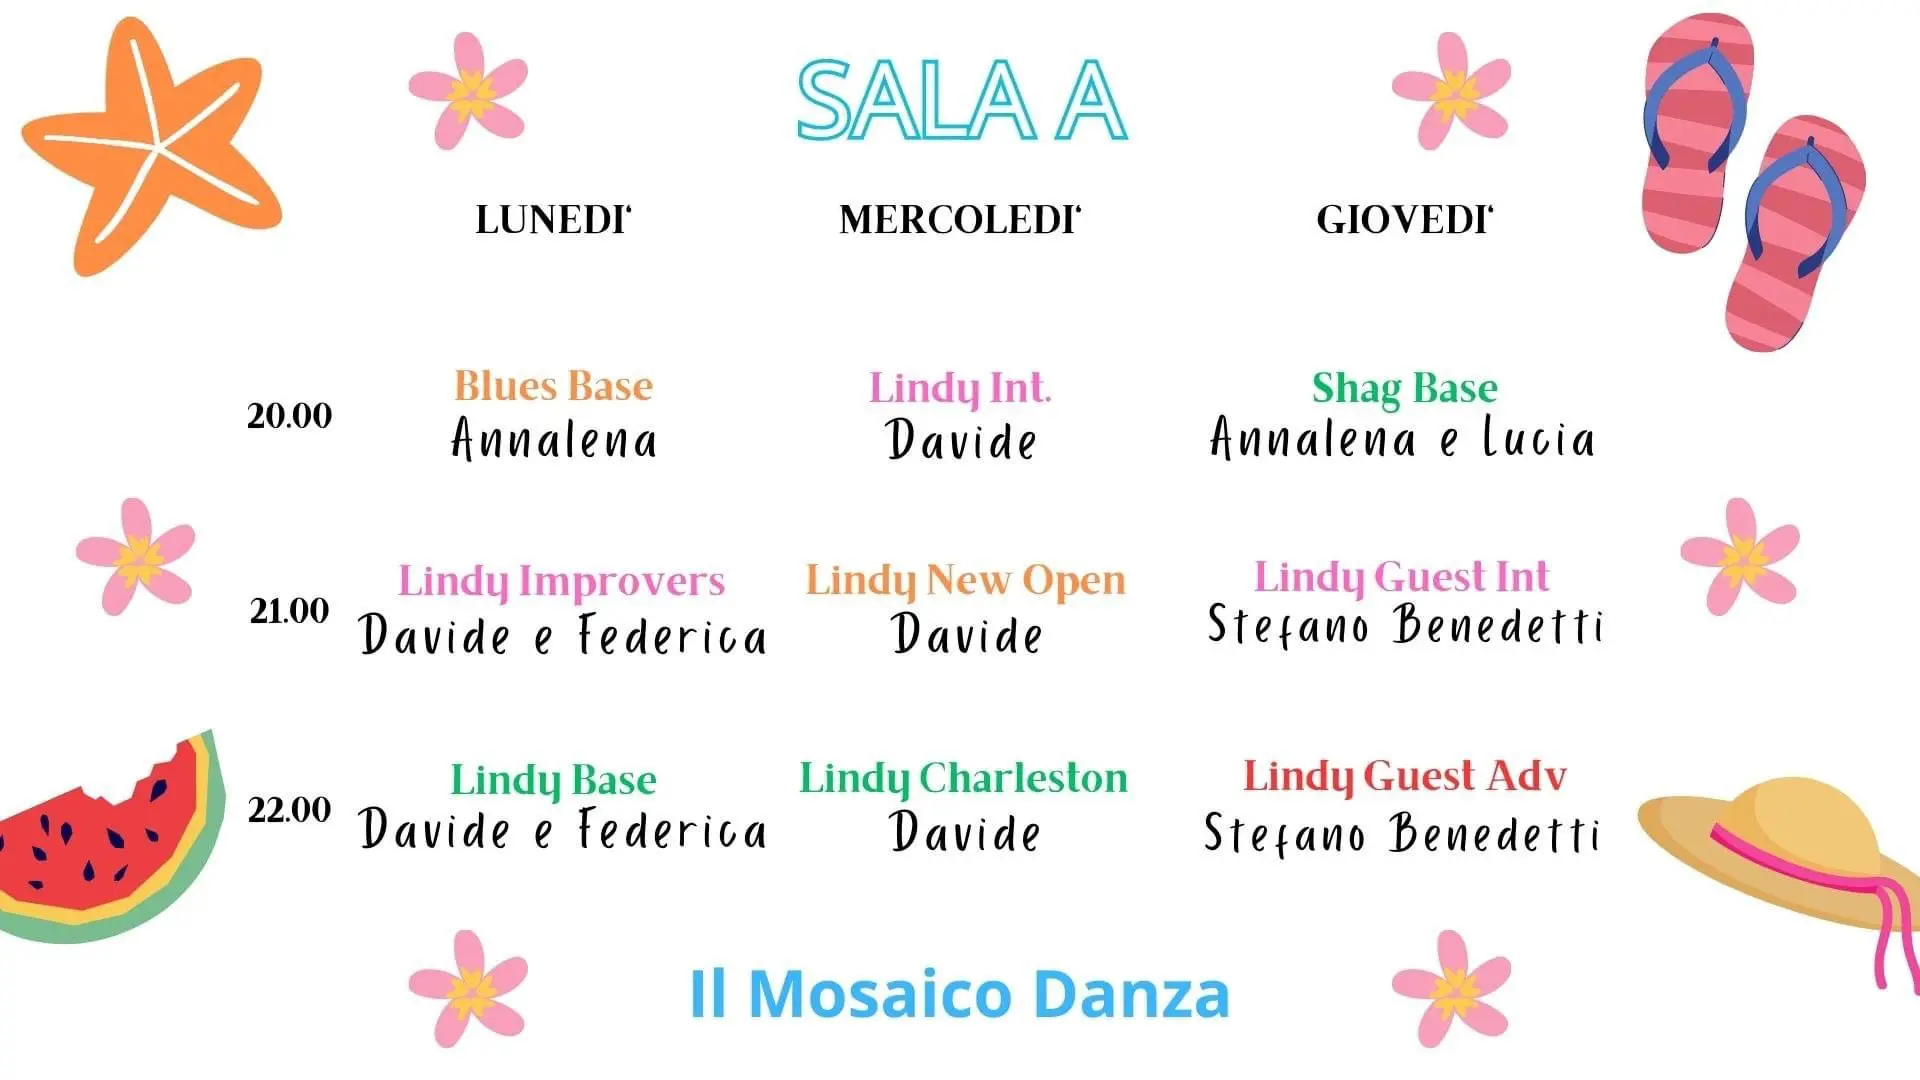 SALA A
LUNEDI‘ MERCOLEDI‘ GIOVEDI‘
20.00
Blues Base
Annalena
Lindy Int.
Davide
Shag Base
Annalena e Lucia
21.00
Lindy Improvers
Davide e Federica
Lindy New Open
Davide
Lindy Guest Int
Stefano Benedetti
22.00
Lindy Base
Davide e Federica
Lindy Charleston
Davide
Lindy Guest Adv
Stefano Benedetti
Il Mosaico Danza